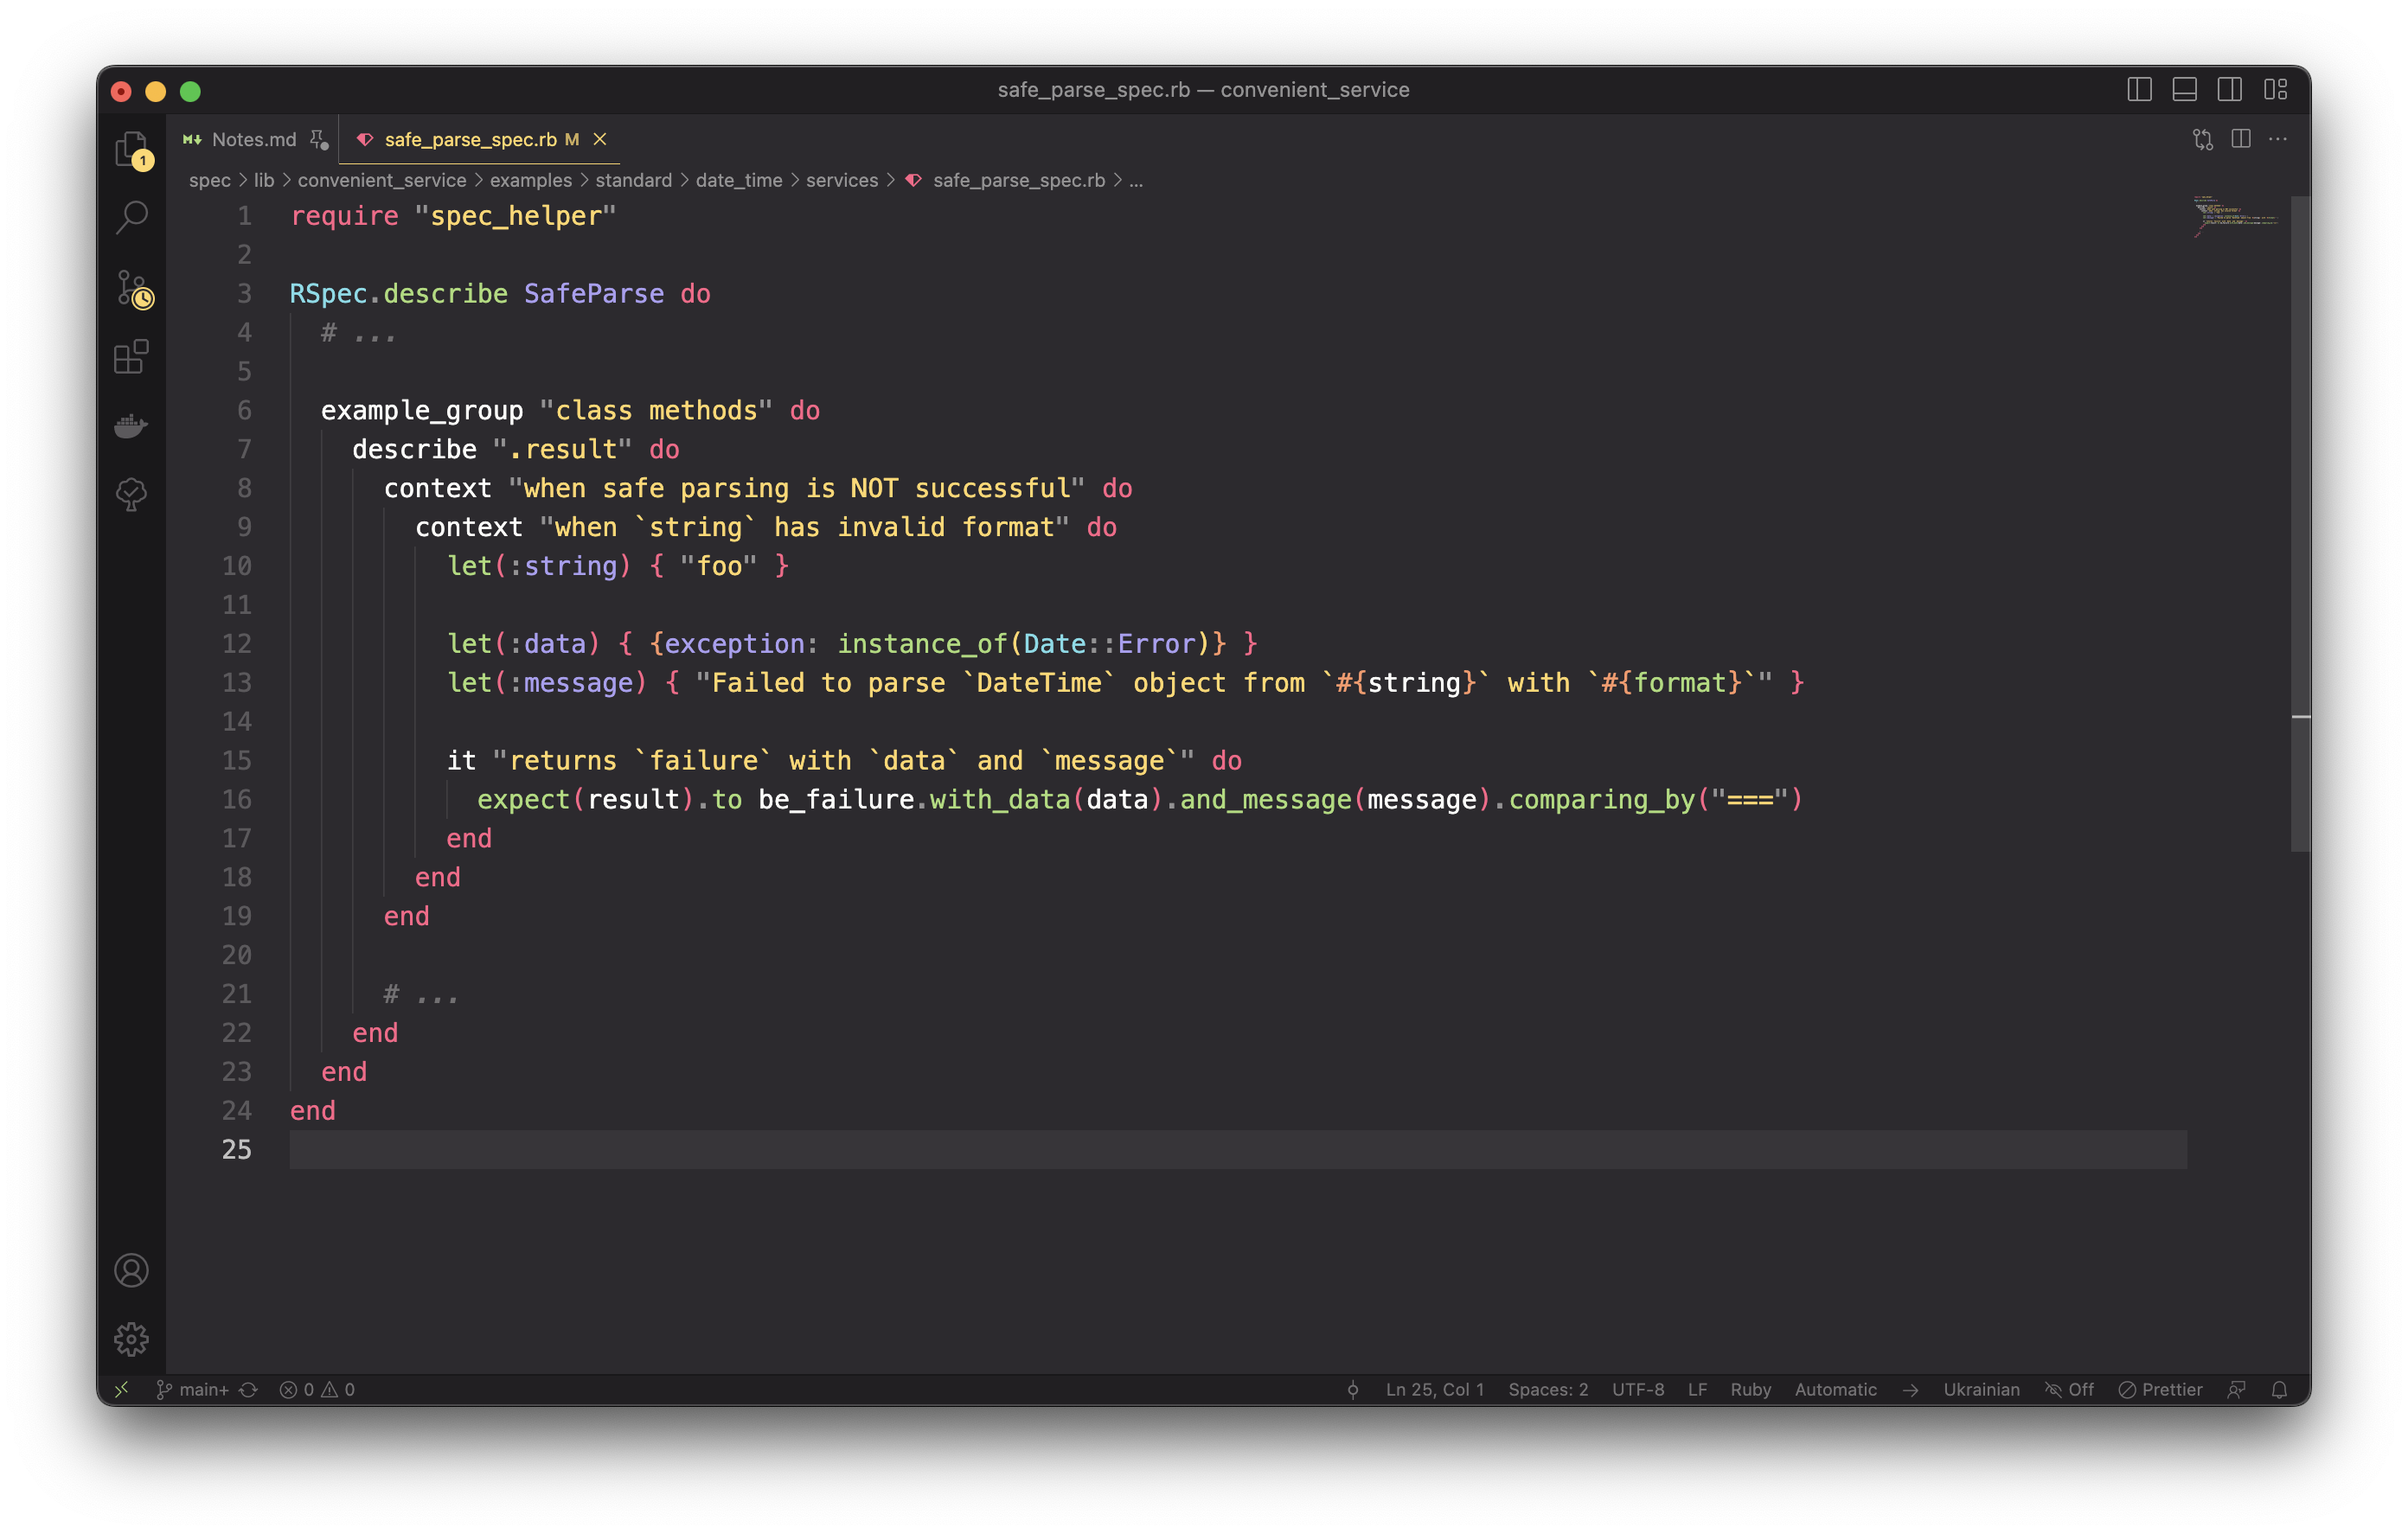 safe_parse_spec.rb — convenient_service
Notes.md
safe_parse_spec.rb M
1
spec > lib > convenient_service > examples > standard > date_time > services > safe_parse_spec.rb > ...
1 require "spec_helper"
2
3 RSpec.describe SafeParse do
4   # ...
5
6   example_group "class methods" do
7     describe ".result" do
8       context "when safe parsing is NOT successful" do
9         context "when `string` has invalid format" do
10           let(:string) { "foo" }
11
12           let(:data) { {exception: instance_of(Date::Error)} }
13           let(:message) { "Failed to parse `DateTime` object from `#{string}` with `#{format}`" }
14
15           it "returns `failure` with `data` and `message`" do
16             expect(result).to be_failure.with_data(data).and_message(message).comparing_by("===")
17           end
18         end
19       end
20
21       # ...
22     end
23   end
24 end
25
main+ 0 0 Ln 25, Col 1 Spaces: 2 UTF-8 LF Ruby Automatic Ukrainian Off Prettier